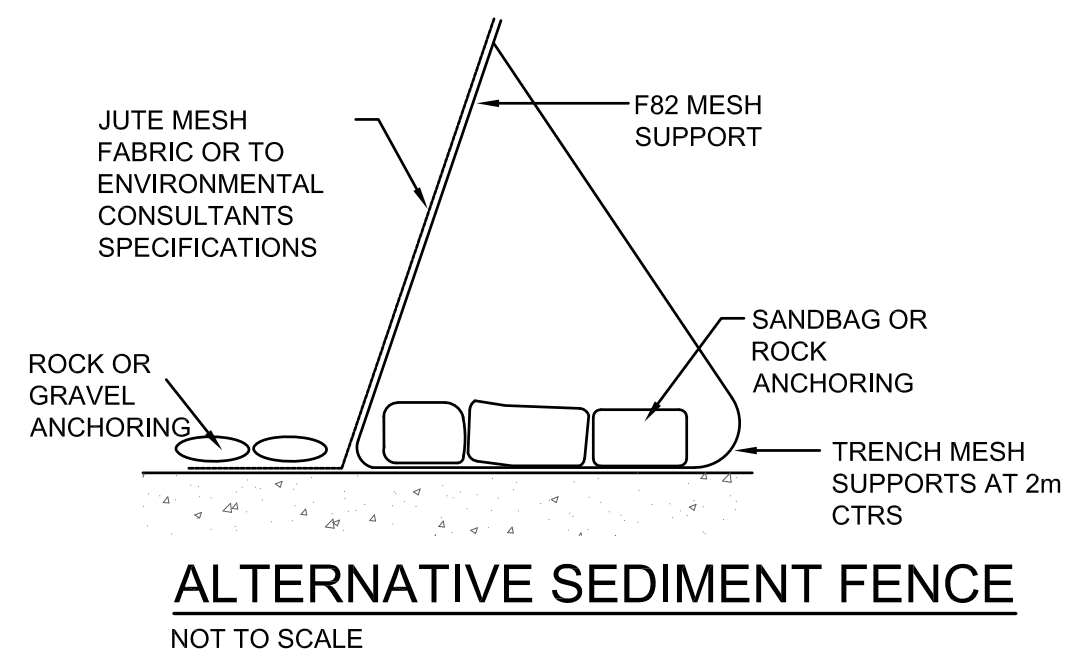 JUTE MESH
FABRIC OR TO
ENVIRONMENTAL
CONSULTANTS
SPECIFICATIONS
F82 MESH
SUPPORT
ROCK OR
GRAVEL
ANCHORING
SANDBAG OR
ROCK
ANCHORING
TRENCH MESH
SUPPORTS AT 2m
CTRS
ALTERNATIVE SEDIMENT FENCE
NOT TO SCALE